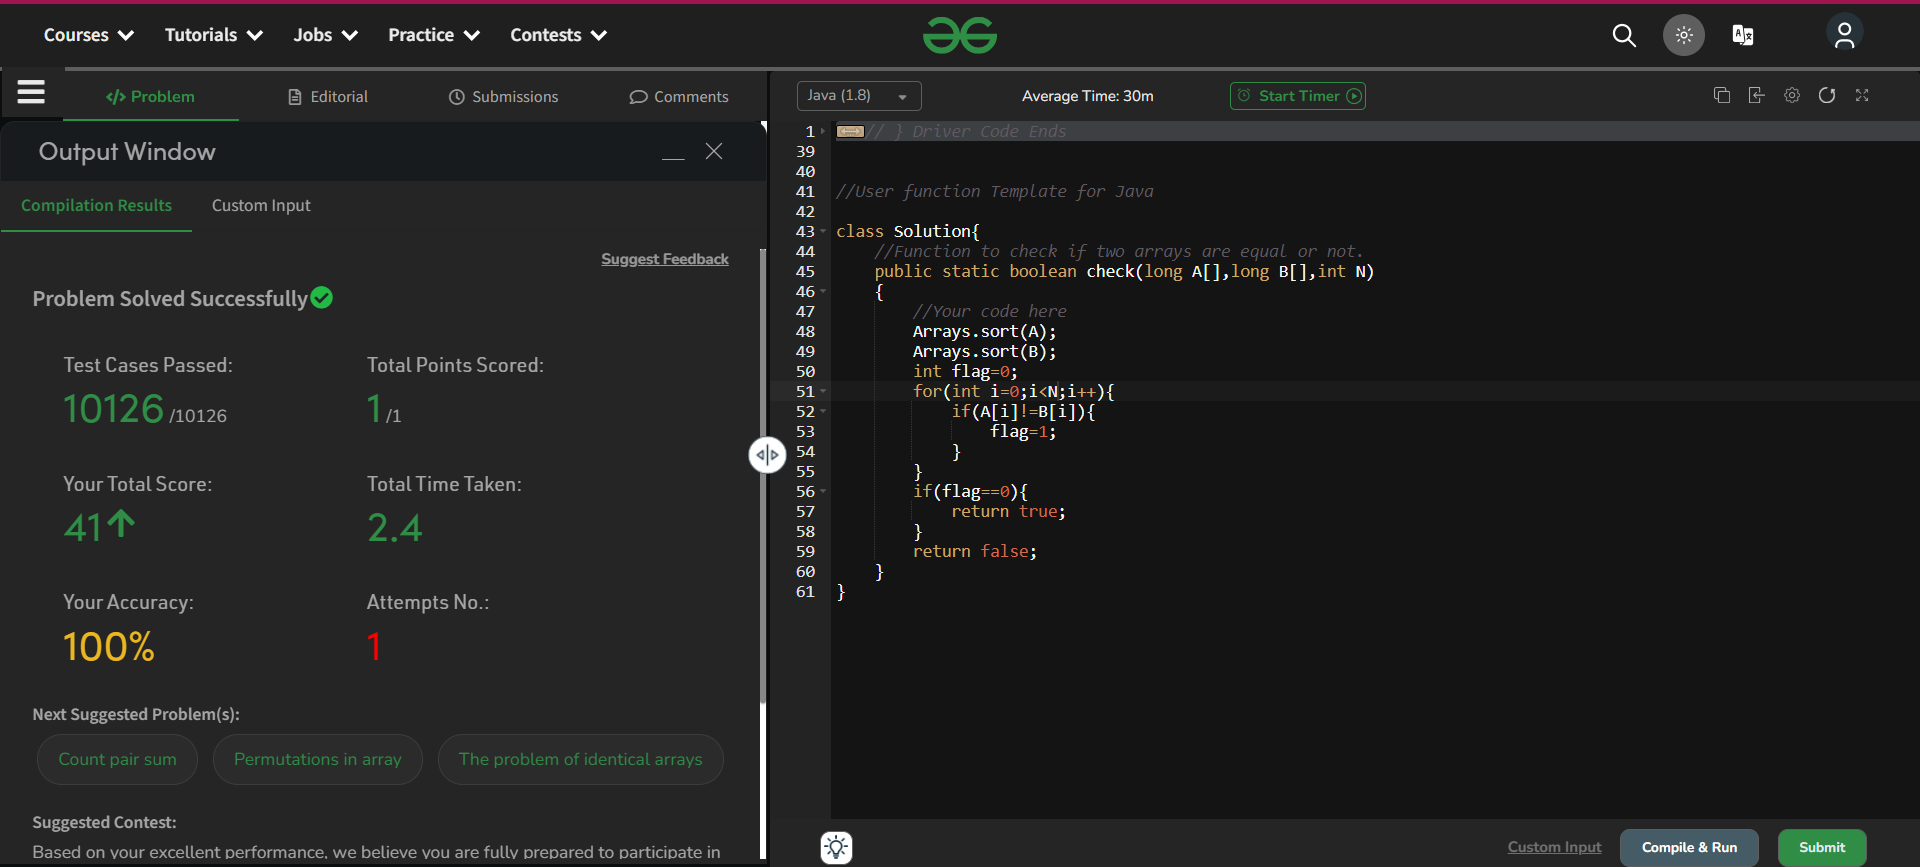 Courses Tutorials Jobs Practice Contests
Problem Editorial Submissions Comments
Java (1.8) Average Time: 30m Start Timer
Output Window
Compilation Results Custom Input
Suggest Feedback
Problem Solved Successfully
Test Cases Passed: Total Points Scored:
10126 /10126 1 /1
Your Total Score: Total Time Taken:
41 2.4
Your Accuracy: Attempts No.:
100% 1
Next Suggested Problem(s):
Count pair sum Permutations in array The problem of identical arrays
Suggested Contest:
Based on your excellent performance, we believe you are fully prepared to participate in
1 // } Driver Code Ends
39
40
41 //User function Template for Java
42
43 class Solution{
44 //Function to check if two arrays are equal or not.
45 public static boolean check(long A[],long B[],int N)
46 {
47 //Your code here
48 Arrays.sort(A);
49 Arrays.sort(B);
50 int flag=0;
51 for(int i=0;i<N;i++){
52 if(A[i]!=B[i]){
53 flag=1;
54 }
55 }
56 if(flag==0){
57 return true;
58 }
59 return false;
60 }
61 }
Custom Input Compile & Run Submit